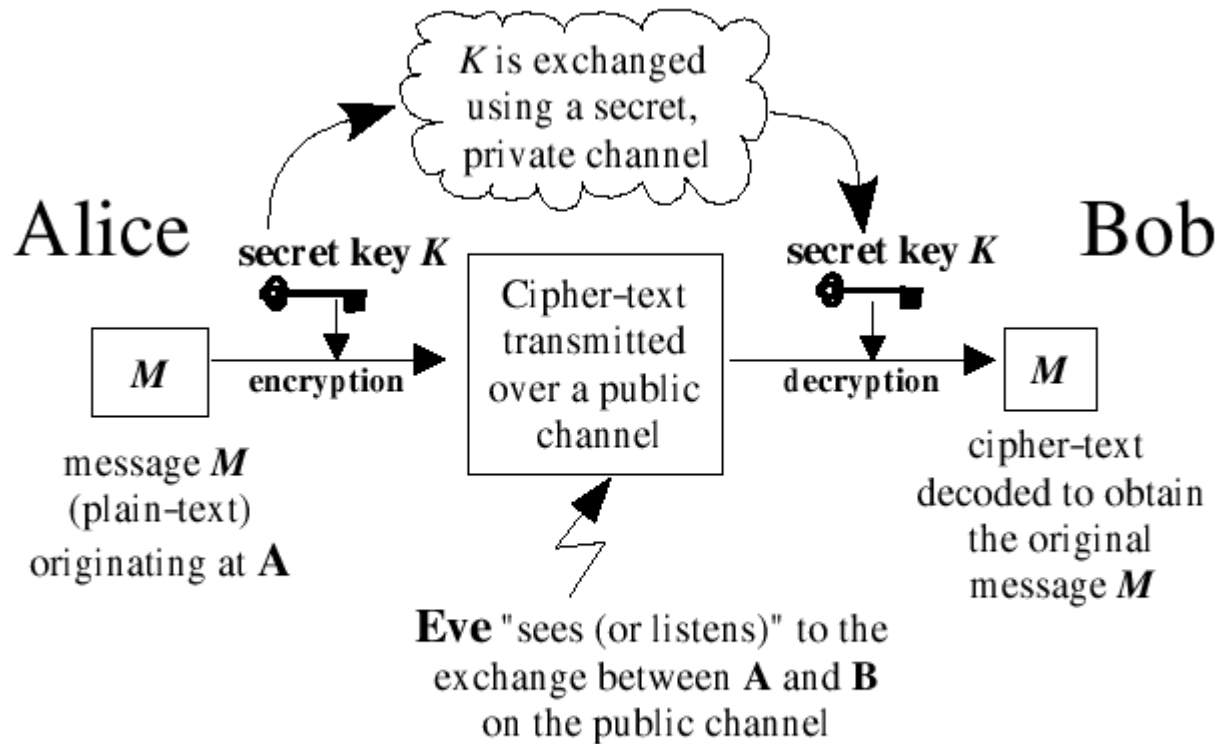 K is exchanged
using a secret,
private channel
Alice
Bob
secret key K
secret key K
Cipher-text
transmitted
over a public
channel
M
encryption
decryption
M
message M
(plain-text)
originating at A
cipher-text
decoded to obtain
the original
message M
Eve "sees (or listens)" to the
exchange between A and B
on the public channel